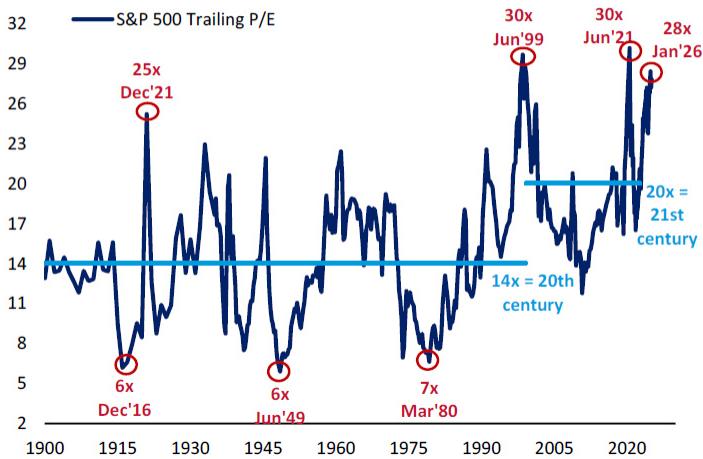 S&P 500 Trailing P/E
32
29
26
23
20
17
14
11
8
5
2
25x
Dec'21
30x
Jun'99
30x
Jun'21
28x
Jan'26
20x =
21st
century
14x = 20th
century
6x
Dec'16
6x
Jun'49
7x
Mar'80
1900 1915 1930 1945 1960 1975 1990 2005 2020